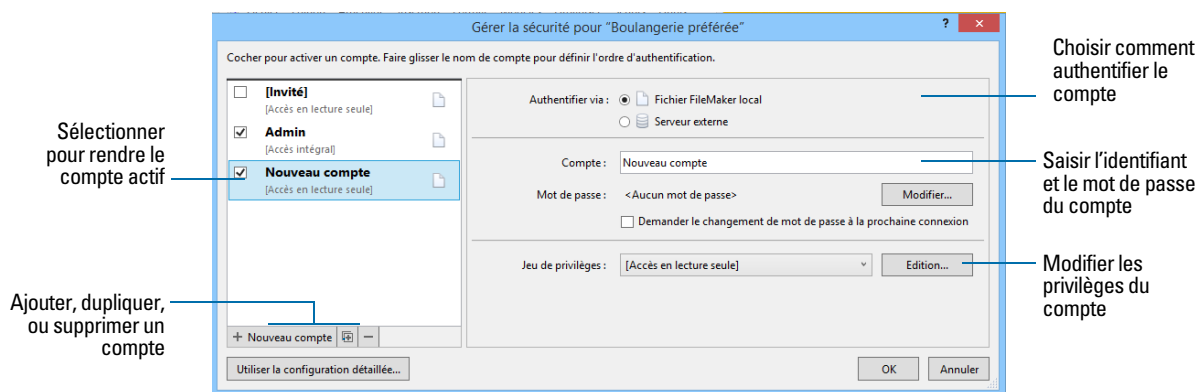 Gérer la sécurité pour “Boulangerie préférée”
?
×
Cocher pour activer un compte. Faire glisser le nom de compte pour définir l'ordre d'authentification.
[Invité]
[Accès en lecture seule]
Admin
[Accès intégral]
Nouveau compte
[Accès en lecture seule]
+ Nouveau compte
Utiliser la configuration détaillée...
Authentifier via :
Fichier FileMaker local
Serveur externe
Compte :
Nouveau compte
Mot de passe :
<Aucun mot de passe>
Modifier...
Demander le changement de mot de passe à la prochaine connexion
Jeu de privilèges :
[Accès en lecture seule]
Edition...
OK
Annuler
Sélectionner
pour rendre le
compte actif
Ajouter, dupliquer,
ou supprimer un
compte
Choisir comment
authentifier le
compte
Saisir l’identifiant
et le mot de passe
du compte
Modifier les
privilèges du
compte